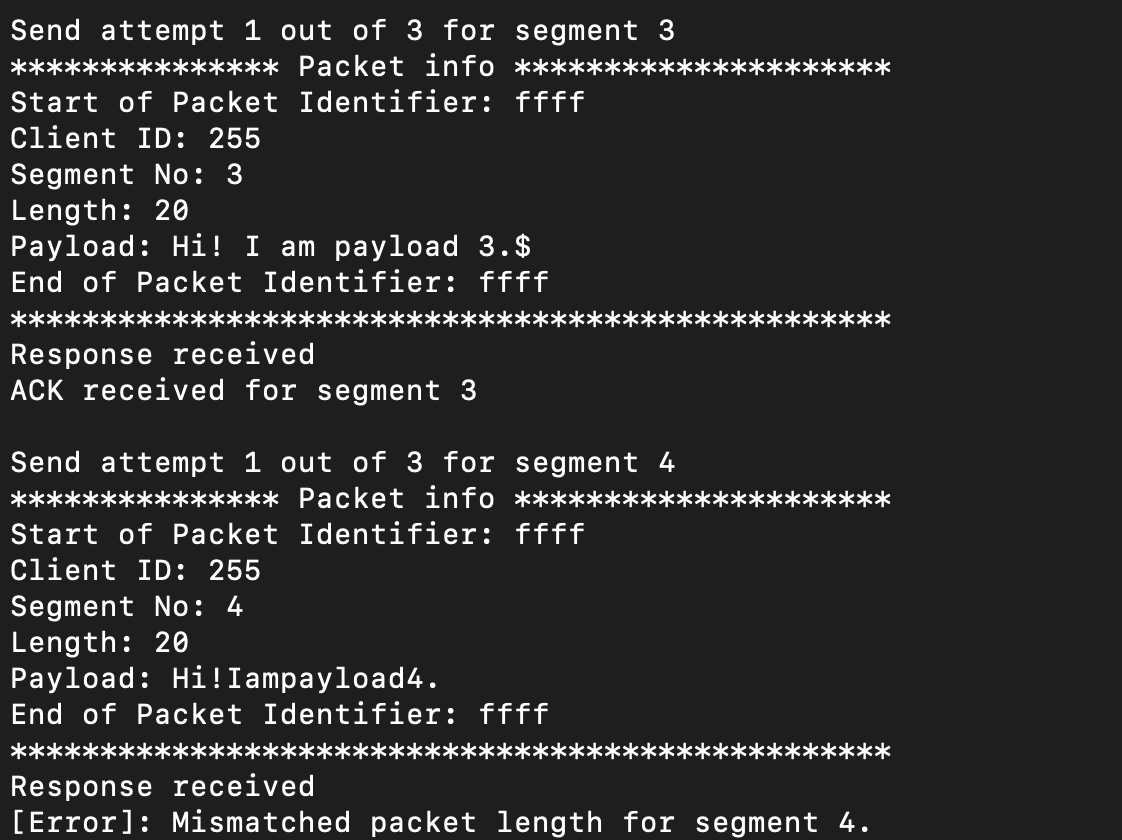 Send attempt 1 out of 3 for segment 3
*************** Packet info *********************
Start of Packet Identifier: ffff
Client ID: 255
Segment No: 3
Length: 20
Payload: Hi! I am payload 3.$
End of Packet Identifier: ffff
*************************************************
Response received
ACK received for segment 3
Send attempt 1 out of 3 for segment 4
*************** Packet info *********************
Start of Packet Identifier: ffff
Client ID: 255
Segment No: 4
Length: 20
Payload: Hi!Iampayload4.
End of Packet Identifier: ffff
*************************************************
Response received
[Error]: Mismatched packet length for segment 4.